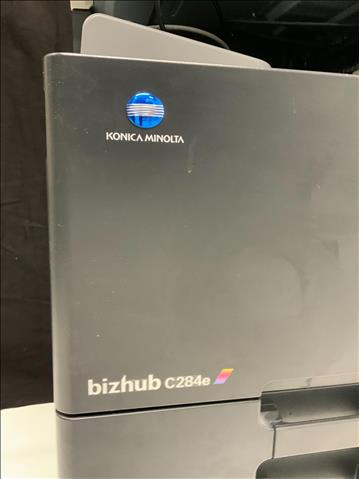 KONICA MINOLTA
bizhub C284e